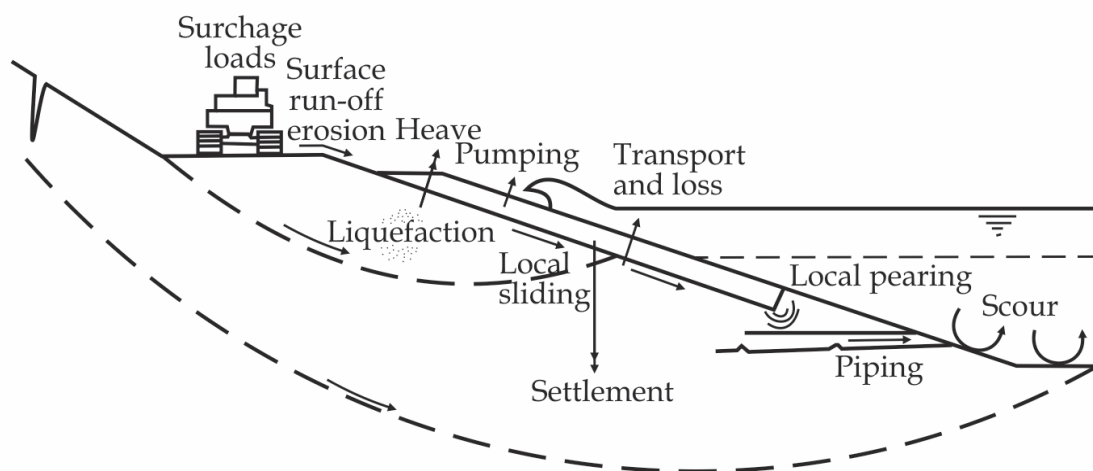 Surchage
loads
Surface
run-off
erosion
Heave
Pumping
Transport
and loss
Liquefaction
Local
sliding
Local pearing
Scour
Piping
Settlement